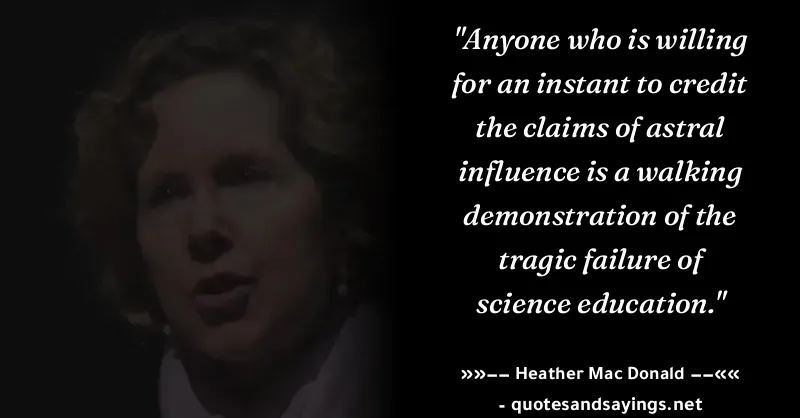 "Anyone who is willing
for an instant to credit
the claims of astral
influence is a walking
demonstration of the
tragic failure of
science education."
»»–– Heather Mac Donald ––««
- quotesandsayings.net